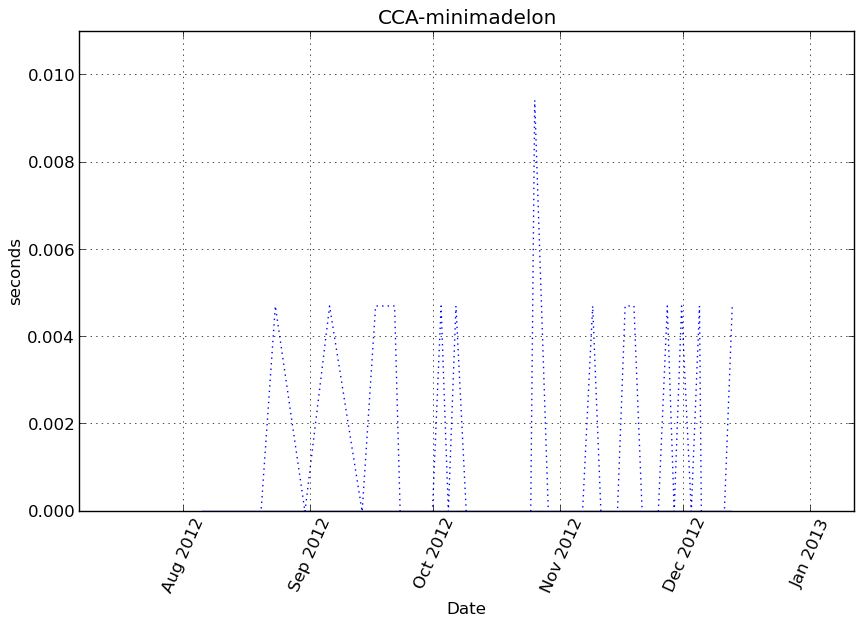 CCA-minimadelon
0.010
0.008
0.006
0.004
0.002
0.000
seconds
Aug 2012
Sep 2012
Oct 2012
Nov 2012
Dec 2012
Jan 2013
Date